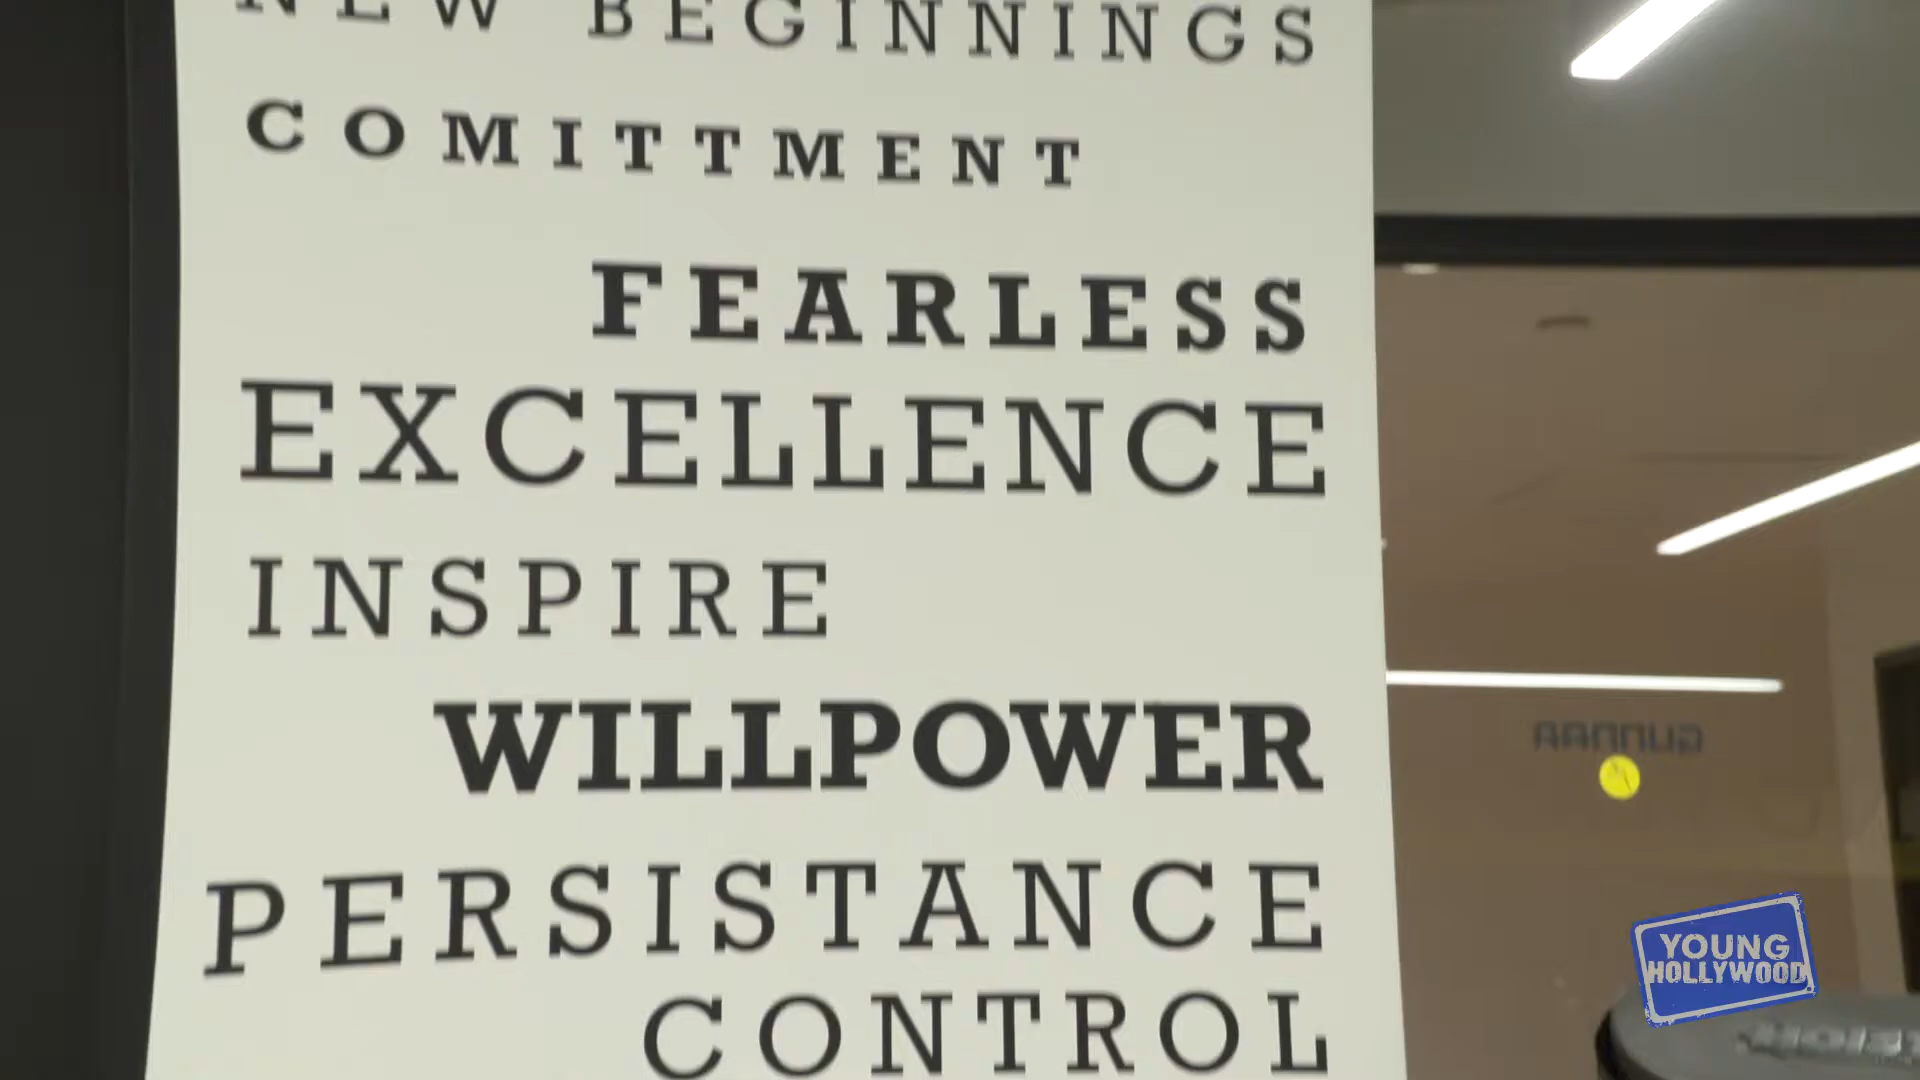 NEW BEGINNINGS
COMITTMENT
FEARLESS
EXCELLENCE
INSPIRE
WILLPOWER
PERSISTANCE
CONTROL
YOUNG
HOLLYWOOD